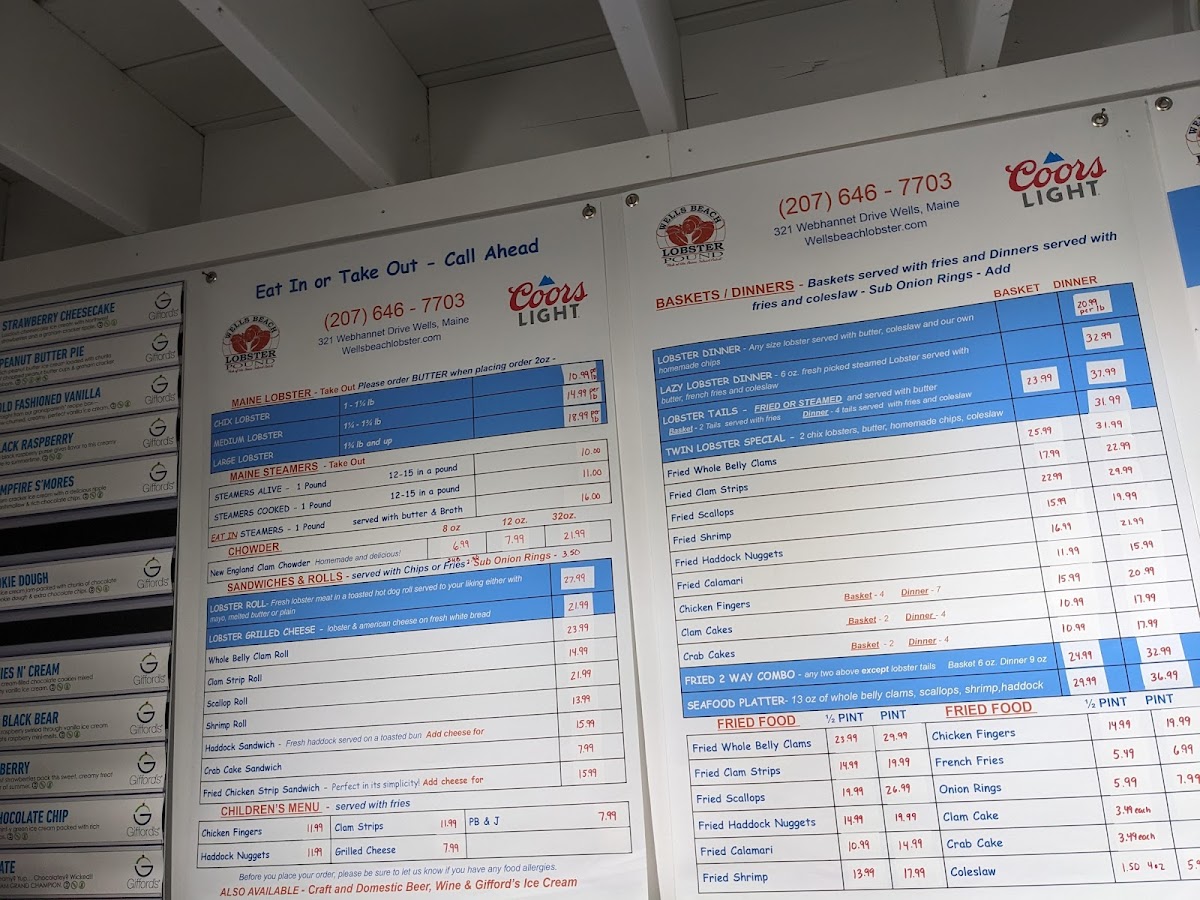 STRAWBERRY CHEESECAKE
Gifford's
PEANUT BUTTER PIE
Gifford's
OLD FASHIONED VANILLA
Gifford's
BLACK RASPBERRY
Gifford's
CAMPFIRE S'MORES
Gifford's
OKIE DOUGH
Gifford's
IES N' CREAM
Gifford's
BLACK BEAR
Gifford's
BERRY
Gifford's
HOCOLATE CHIP
Gifford's
ATE
Gifford's
Eat In or Take Out - Call Ahead
WELLS BEACH
LOBSTER
POUND
(207) 646 - 7703
321 Webhannet Drive Wells, Maine
Wellsbeachlobster.com
Coors
LIGHT
MAINE LOBSTER - Take Out Please order BUTTER when placing order 2oz -
CHIX LOBSTER 1 - 1¼ lb 10.99 per lb
MEDIUM LOBSTER 1¼ - 1¾ lb 14.99 per lb
LARGE LOBSTER 1¾ lb and up 18.99 per lb
MAINE STEAMERS - Take Out
STEAMERS ALIVE - 1 Pound 12-15 in a pound 10.00
STEAMERS COOKED - 1 Pound 12-15 in a pound 11.00
EAT IN STEAMERS - 1 Pound served with butter & Broth 16.00
CHOWDER 8 oz 12 oz. 32oz.
New England Clam Chowder Homemade and delicious! 6.99 7.99 21.99
SANDWICHES & ROLLS - served with Chips or Fries - Sub Onion Rings - 3.50
LOBSTER ROLL- Fresh lobster meat in a toasted hot dog roll served to your liking either with 27.99
mayo, melted butter or plain
LOBSTER GRILLED CHEESE - lobster & american cheese on fresh white bread 21.99
Whole Belly Clam Roll 23.99
Clam Strip Roll 14.99
Scallop Roll 21.99
Shrimp Roll 13.99
Haddock Sandwich - Fresh haddock served on a toasted bun Add cheese for 15.99
Crab Cake Sandwich 7.99
Fried Chicken Strip Sandwich - Perfect in its simplicity! Add cheese for 15.99
CHILDREN'S MENU - served with fries
Chicken Fingers 11.99 Clam Strips 11.99 PB & J 7.99
Haddock Nuggets 11.99 Grilled Cheese 7.99
Before you place your order, please be sure to let us know if you have any food allergies.
ALSO AVAILABLE - Craft and Domestic Beer, Wine & Gifford's Ice Cream
WELLS BEACH
LOBSTER
POUND
(207) 646 - 7703
321 Webhannet Drive Wells, Maine
Wellsbeachlobster.com
Coors
LIGHT
BASKETS / DINNERS - Baskets served with fries and Dinners served with
fries and coleslaw - Sub Onion Rings - Add
BASKET DINNER
LOBSTER DINNER - Any size lobster served with butter, coleslaw and our own 20.99 per lb
homemade chips
LAZY LOBSTER DINNER - 6 oz. fresh picked steamed Lobster served with 32.99
butter, french fries and coleslaw
LOBSTER TAILS - FRIED OR STEAMED and served with butter 23.99 37.99
Basket - 2 Tails served with fries Dinner - 4 tails served with fries and coleslaw
TWIN LOBSTER SPECIAL - 2 chix lobsters, butter, homemade chips, coleslaw 31.99
Fried Whole Belly Clams 25.99 31.99
Fried Clam Strips 17.99 22.99
Fried Scallops 22.99 29.99
Fried Shrimp 15.99 19.99
Fried Haddock Nuggets 16.99 21.99
Fried Calamari 11.99 15.99
Chicken Fingers Basket - 4 Dinner - 7 15.99 20.99
Clam Cakes Basket - 2 Dinner - 4 10.99 17.99
Crab Cakes Basket - 2 Dinner - 4 10.99 17.99
FRIED 2 WAY COMBO - any two above except lobster tails Basket 6 oz. Dinner 9 oz 24.99 32.99
SEAFOOD PLATTER- 13 oz of whole belly clams, scallops, shrimp, haddock 29.99 36.99
FRIED FOOD ½ PINT PINT FRIED FOOD ½ PINT PINT
Fried Whole Belly Clams 23.99 29.99 Chicken Fingers 14.99 19.99
Fried Clam Strips 14.99 19.99 French Fries 5.49 6.99
Fried Scallops 19.99 26.99 Onion Rings 5.99 7.99
Fried Haddock Nuggets 14.99 19.99 Clam Cake 3.49 each
Fried Calamari 10.99 14.99 Crab Cake 3.49 each
Fried Shrimp 13.99 17.99 Coleslaw 1.50 4oz